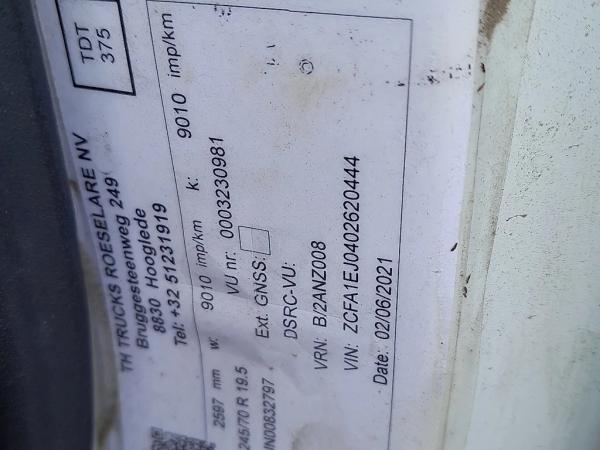 TH TRUCKS ROESELARE NV
Bruggesteenweg 249
8830 Hooglede
Tel: +32 51231919
TDT
375
2597 mm w: 9010 imp/km k: 9010 imp/km
245/70 R 19.5 VU nr: 0003230981
Ext. GNSS:
IN00832797 DSRC-VU:
VRN: B/2ANZ008
VIN: ZCFA1EJ0402620444
Date: 02/06/2021